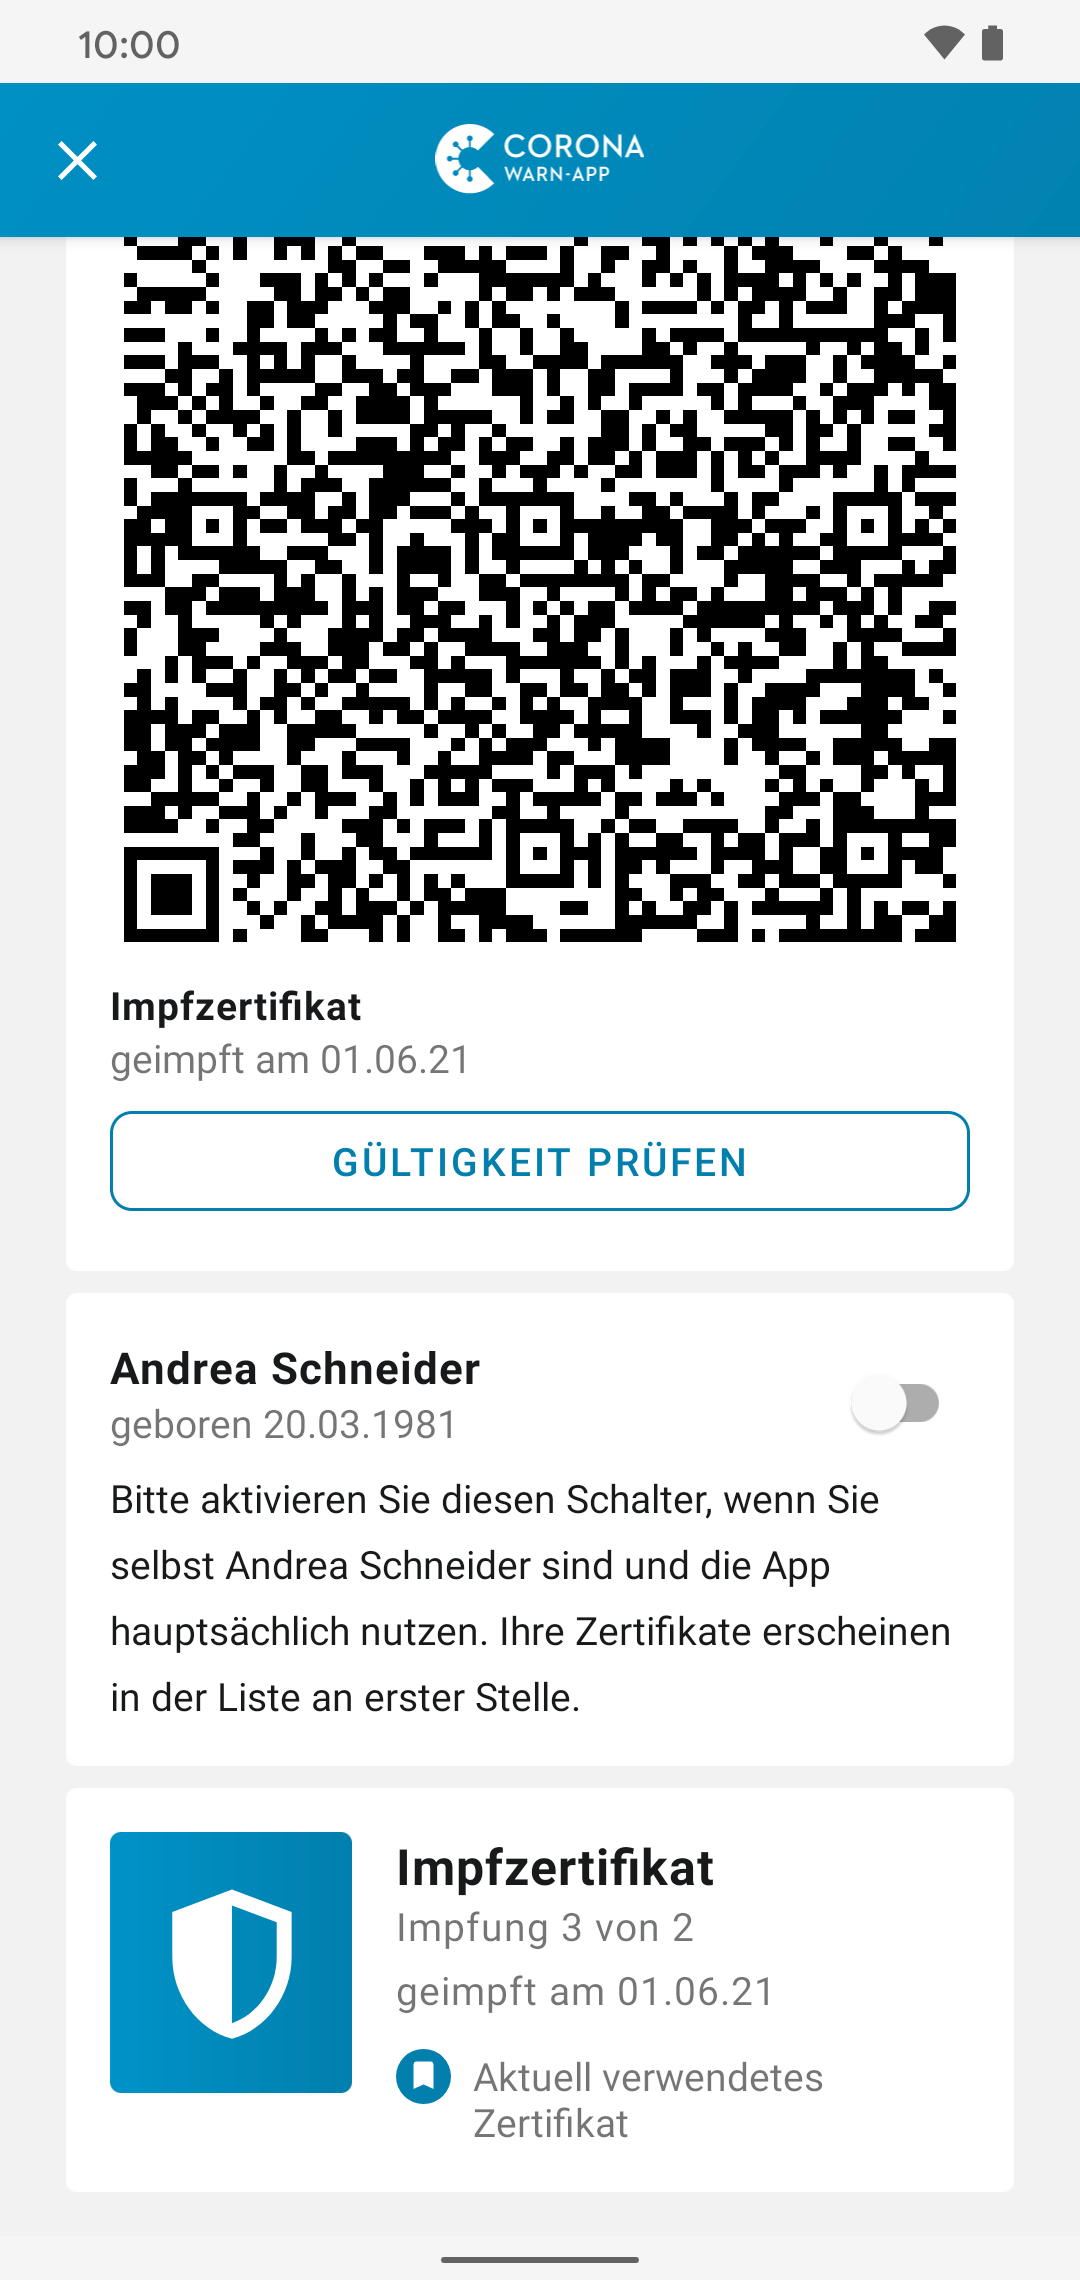 10:00
CORONA
WARN-APP
Impfzertifikat
geimpft am 01.06.21
GÜLTIGKEIT PRÜFEN
Andrea Schneider
geboren 20.03.1981
Bitte aktivieren Sie diesen Schalter, wenn Sie
selbst Andrea Schneider sind und die App
hauptsächlich nutzen. Ihre Zertifikate erscheinen
in der Liste an erster Stelle.
Impfzertifikat
Impfung 3 von 2
geimpft am 01.06.21
Aktuell verwendetes
Zertifikat